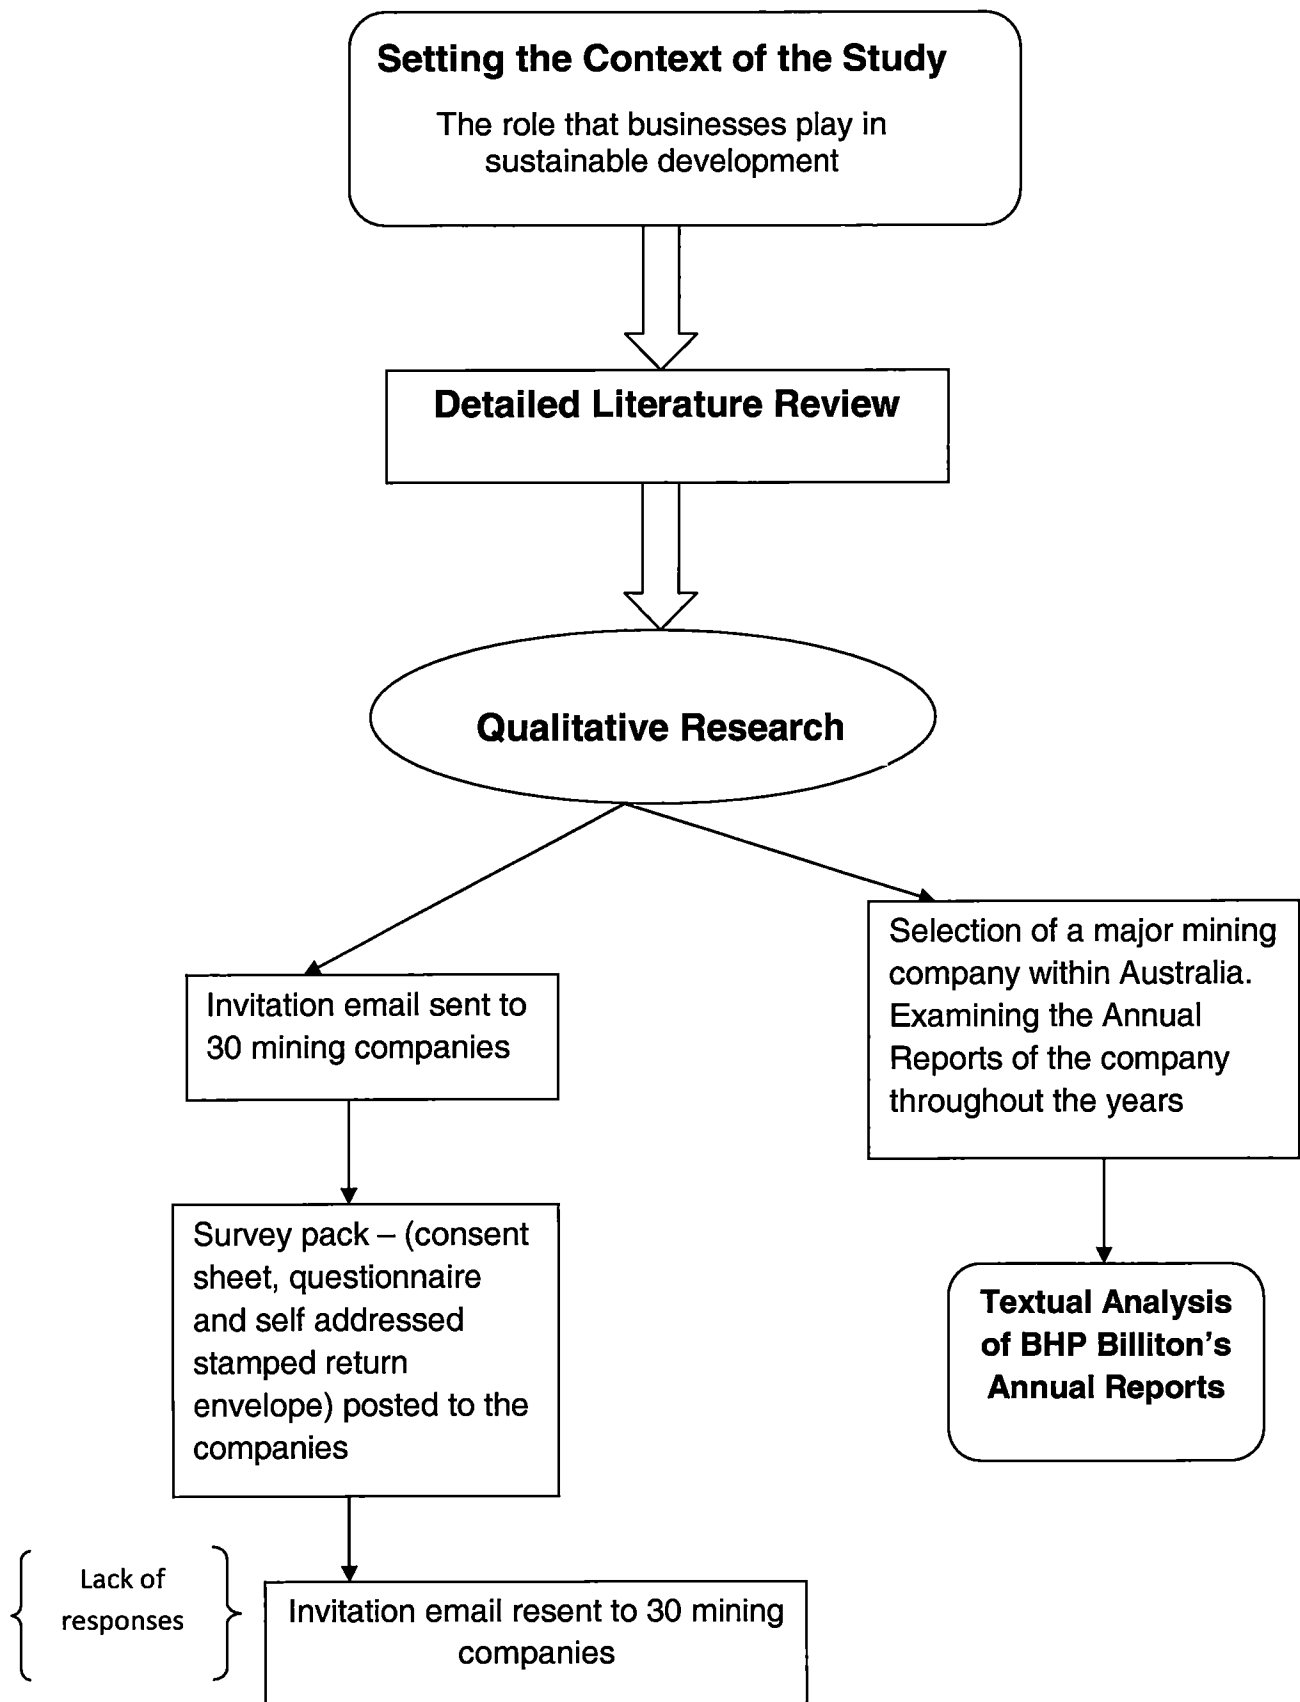 Setting the Context of the Study
The role that businesses play in
sustainable development
Detailed Literature Review
Qualitative Research
Invitation email sent to
30 mining companies
Selection of a major mining
company within Australia.
Examining the Annual
Reports of the company
throughout the years
Survey pack – (consent
sheet, questionnaire
and self addressed
stamped return
envelope) posted to the
companies
Textual Analysis
of BHP Billiton's
Annual Reports
Lack of
responses
Invitation email resent to 30 mining
companies